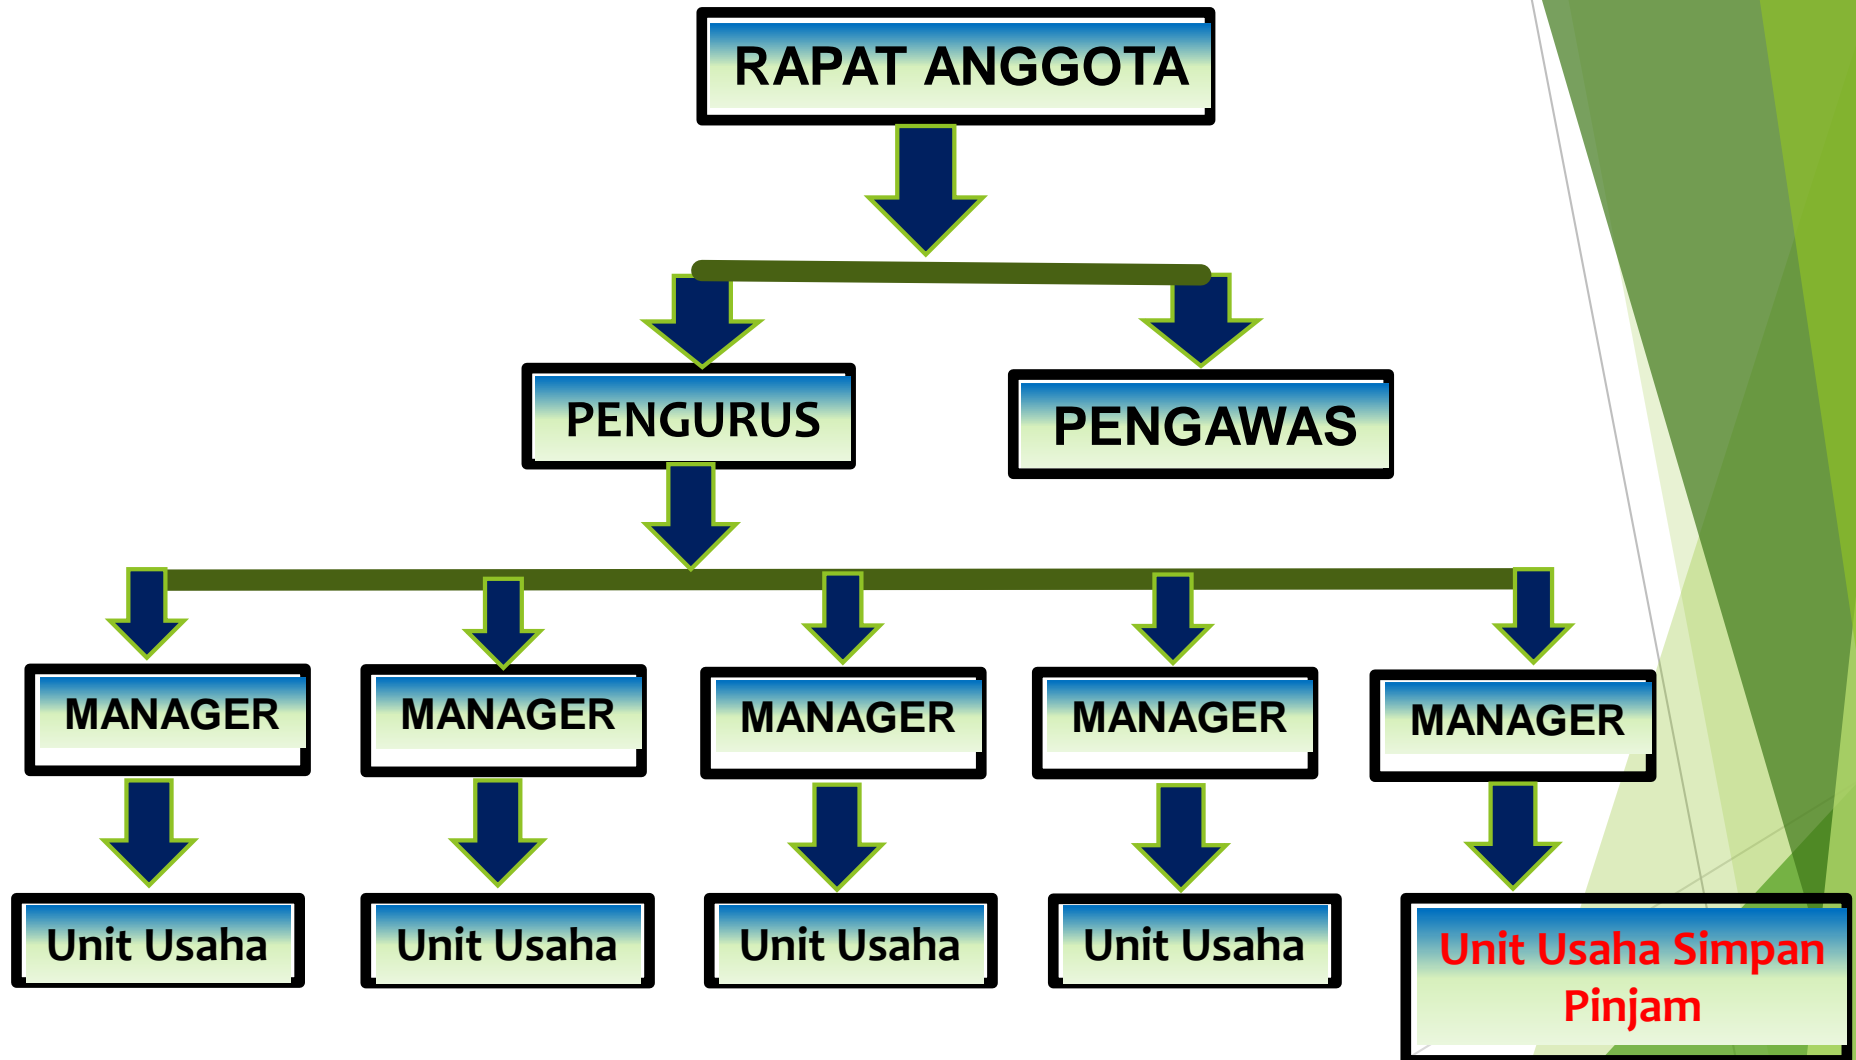 RAPAT ANGGOTA
PENGURUS
PENGAWAS
MANAGER
MANAGER
MANAGER
MANAGER
MANAGER
Unit Usaha
Unit Usaha
Unit Usaha
Unit Usaha
Unit Usaha Simpan
Pinjam